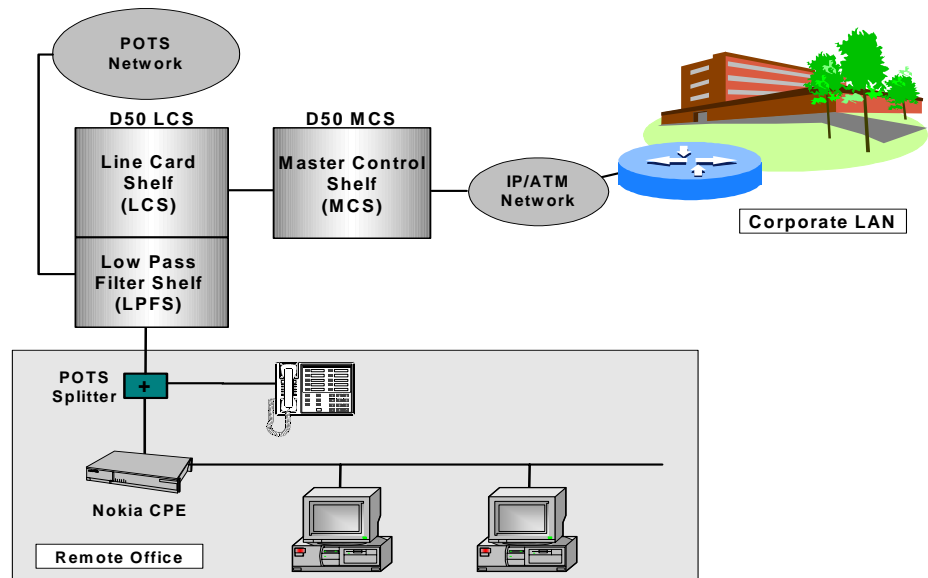 POTS
Network
D50 LCS
D50 MCS
Line Card
Shelf
(LCS)
Master Control
Shelf
(MCS)
IP/ATM
Network
Corporate LAN
Low Pass
Filter Shelf
(LPFS)
POTS
Splitter
+
Nokia CPE
Remote Office